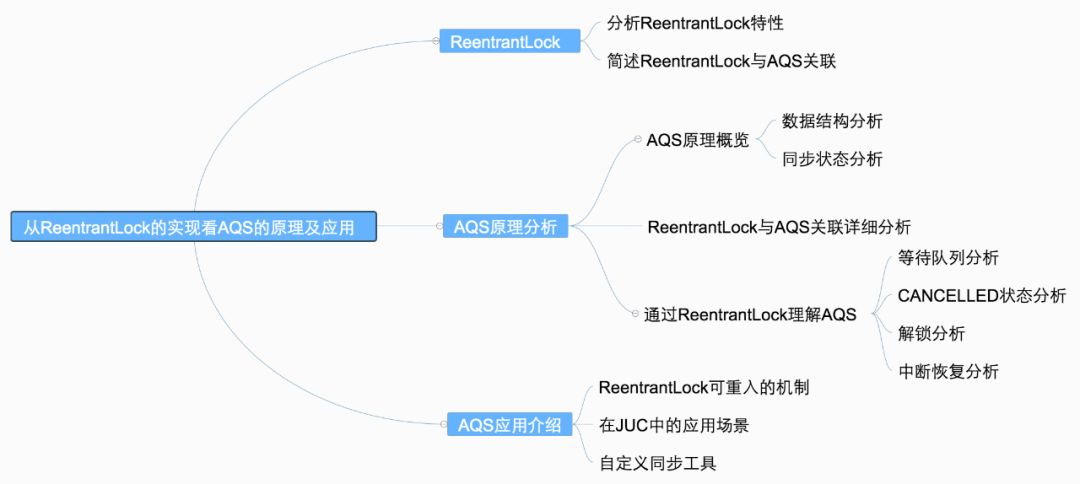 从ReentrantLock的实现看AQS的原理及应用
ReentrantLock
分析ReentrantLock特性
简述ReentrantLock与AQS关联
AQS原理分析
AQS原理概览
数据结构分析
同步状态分析
ReentrantLock与AQS关联详细分析
通过ReentrantLock理解AQS
等待队列分析
CANCELLED状态分析
解锁分析
中断恢复分析
AQS应用介绍
ReentrantLock可重入的机制
在JUC中的应用场景
自定义同步工具